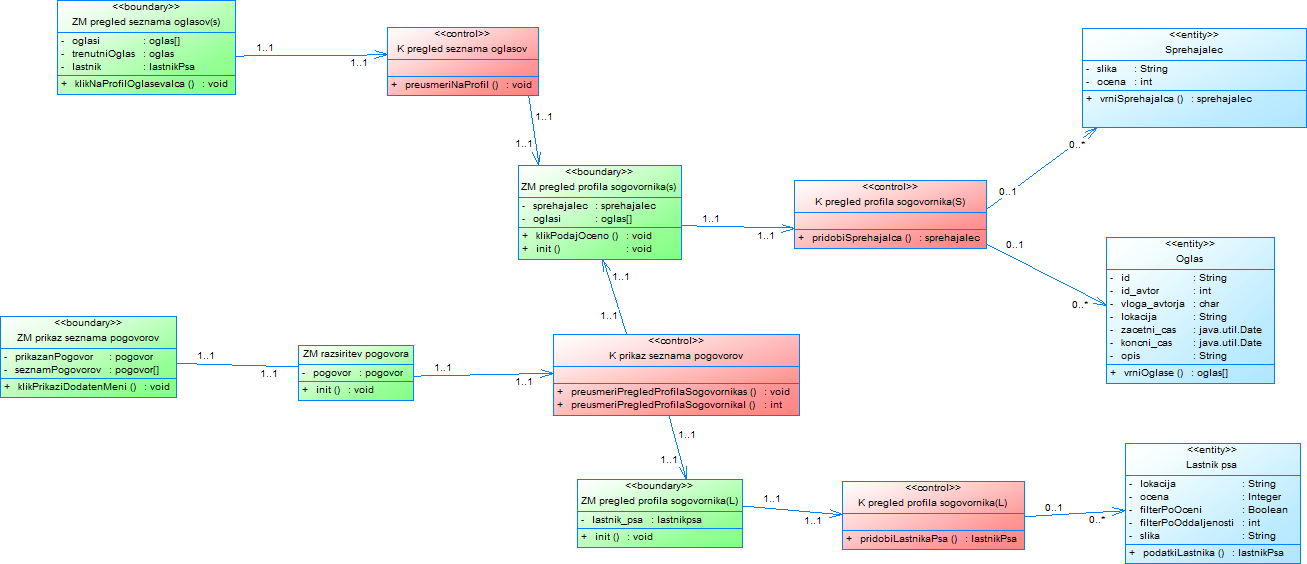 <<boundary>>
ZM pregled seznama oglasov(s)
- oglasi : oglas[]
- trenutniOglas : oglas
- lastnik : lastnikPsa
+ klikNaProfilOglasevalca () : void
1..1
1..1
<<control>>
K pregled seznama oglasov
+ preusmeriNaProfil () : void
1..1
1..1
<<boundary>>
ZM pregled profila sogovornika(s)
- sprehajalec : sprehajalec
- oglasi : oglas[]
+ klikPodajOceno () : void
+ init () : void
1..1
1..1
<<control>>
K pregled profila sogovornika(S)
+ pridobiSprehajalca () : sprehajalec
0..1
0..*
<<entity>>
Sprehajalec
- slika : String
- ocena : int
+ vrniSprehajalca () : sprehajalec
0..1
0..*
<<entity>>
Oglas
- id : String
- id_avtor : int
- vloga_avtorja : char
- lokacija : String
- zacetni_cas : java.util.Date
- koncni_cas : java.util.Date
- opis : String
+ vrniOglase () : oglas[]
1..1
1..1
<<boundary>>
ZM prikaz seznama pogovorov
- prikazanPogovor : pogovor
- seznamPogovorov : pogovor[]
+ klikPrikaziDodatenMeni () : void
1..1
1..1
ZM razsiritev pogovora
- pogovor : pogovor
+ init () : void
1..1
1..1
<<control>>
K prikaz seznama pogovorov
+ preusmeriPregledProfilaSogovornikas () : void
+ preusmeriPregledProfilaSogovornikal () : int
1..1
1..1
<<boundary>>
ZM pregled profila sogovornika(L)
- lastnik_psa : lastnikpsa
+ init () : void
1..1
1..1
<<control>>
K pregled profila sogovornika(L)
+ pridobiLastnikaPsa () : lastnikPsa
0..1
0..*
<<entity>>
Lastnik psa
- lokacija : String
- ocena : Integer
- filterPoOceni : Boolean
- filterPoOddaljenosti : int
- slika : String
+ podatkiLastnika () : lastnikPsa